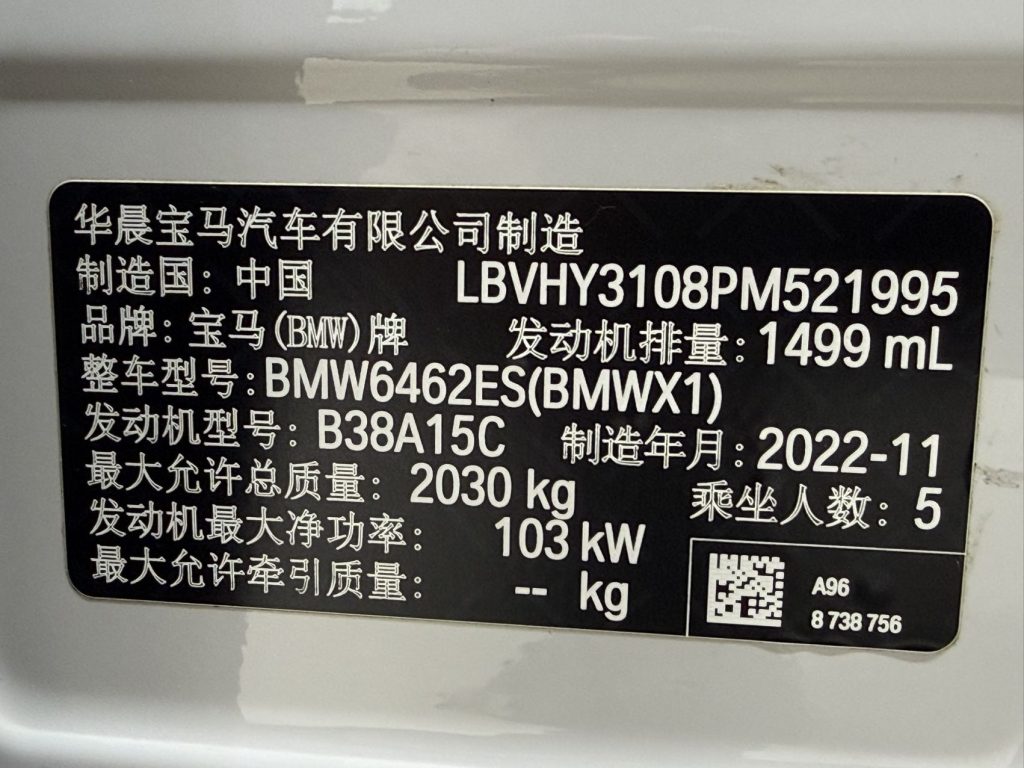 华晨宝马汽车有限公司制造
制造国：中国 LBVHY3108PM521995
品牌：宝马(BMW)牌 发动机排量：1499 mL
整车型号：BMW6462ES(BMWX1)
发动机型号：B38A15C 制造年月：2022-11
最大允许总质量：2030 kg 乘坐人数：5
发动机最大净功率：103 kW
最大允许牵引质量：-- kg
A96
8 738 756